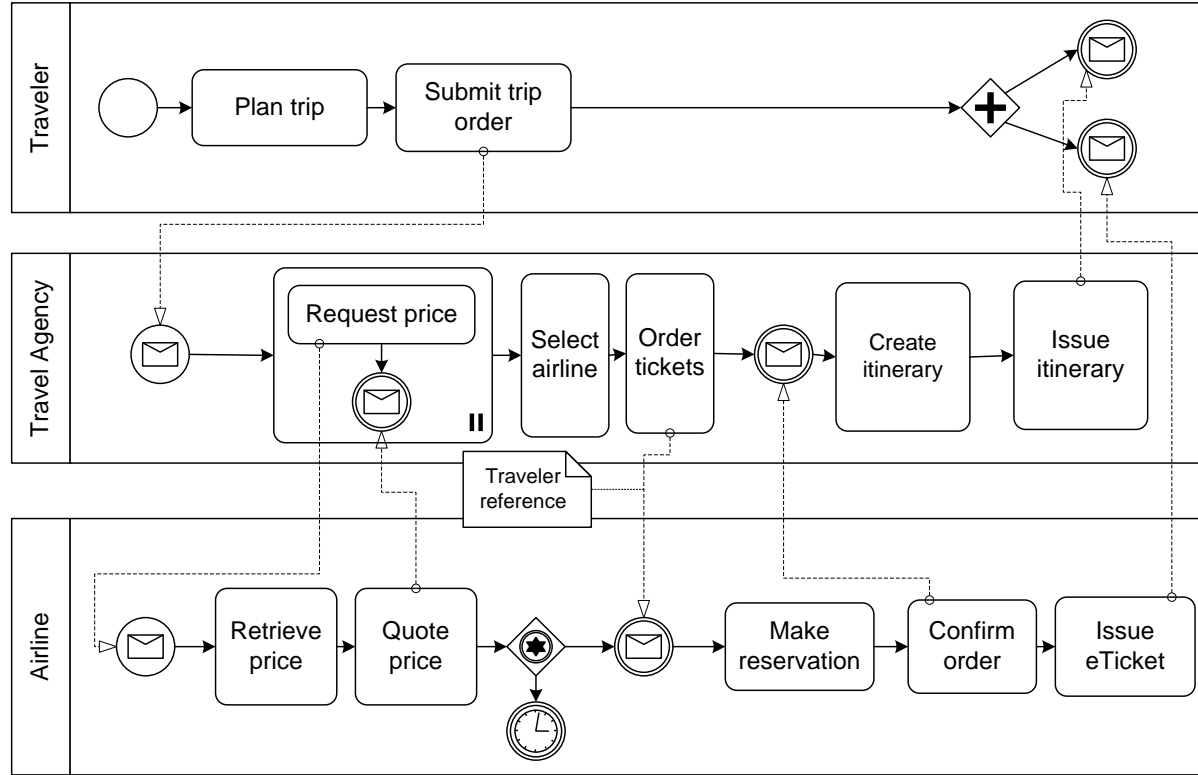 Traveler
Plan trip
Submit trip
order
Travel Agency
Request price
Select
airline
Order
tickets
Create
itinerary
Issue
itinerary
Traveler
reference
Airline
Retrieve
price
Quote
price
Make
reservation
Confirm
order
Issue
eTicket